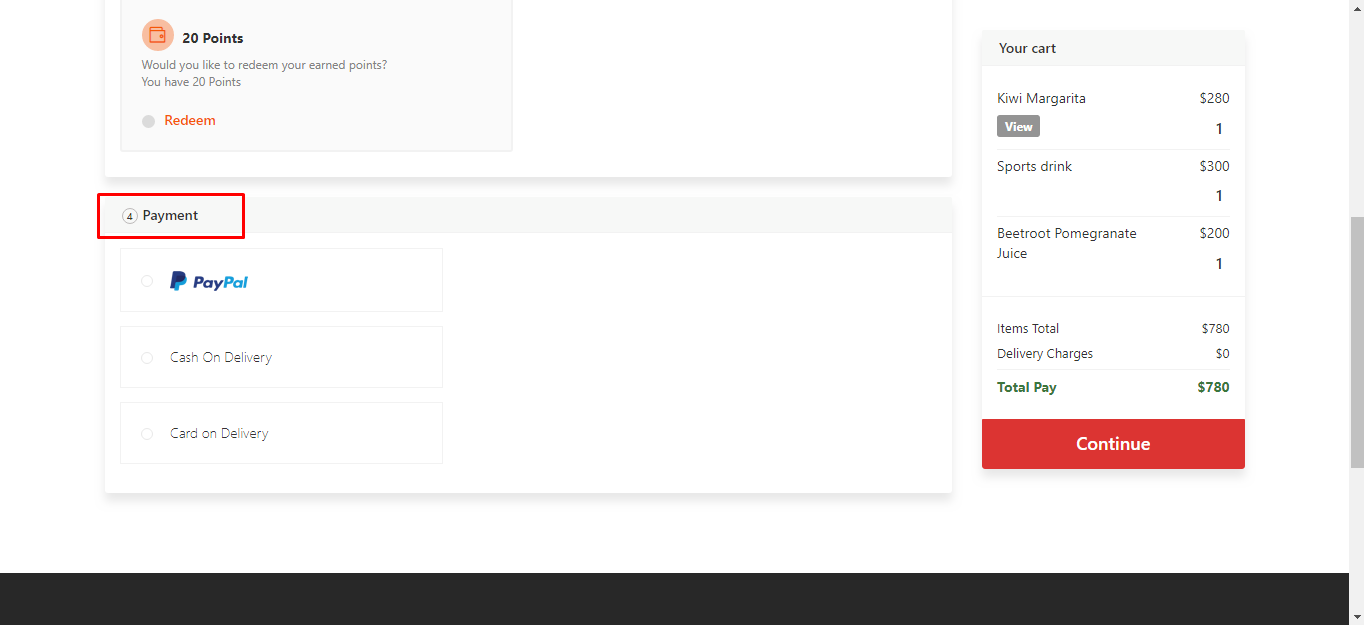 20 Points
Would you like to redeem your earned points?
You have 20 Points
Redeem
4 Payment
PayPal
Cash On Delivery
Card on Delivery
Your cart
Kiwi Margarita $280
View 1
Sports drink $300
1
Beetroot Pomegranate $200
Juice
1
Items Total $780
Delivery Charges $0
Total Pay $780
Continue